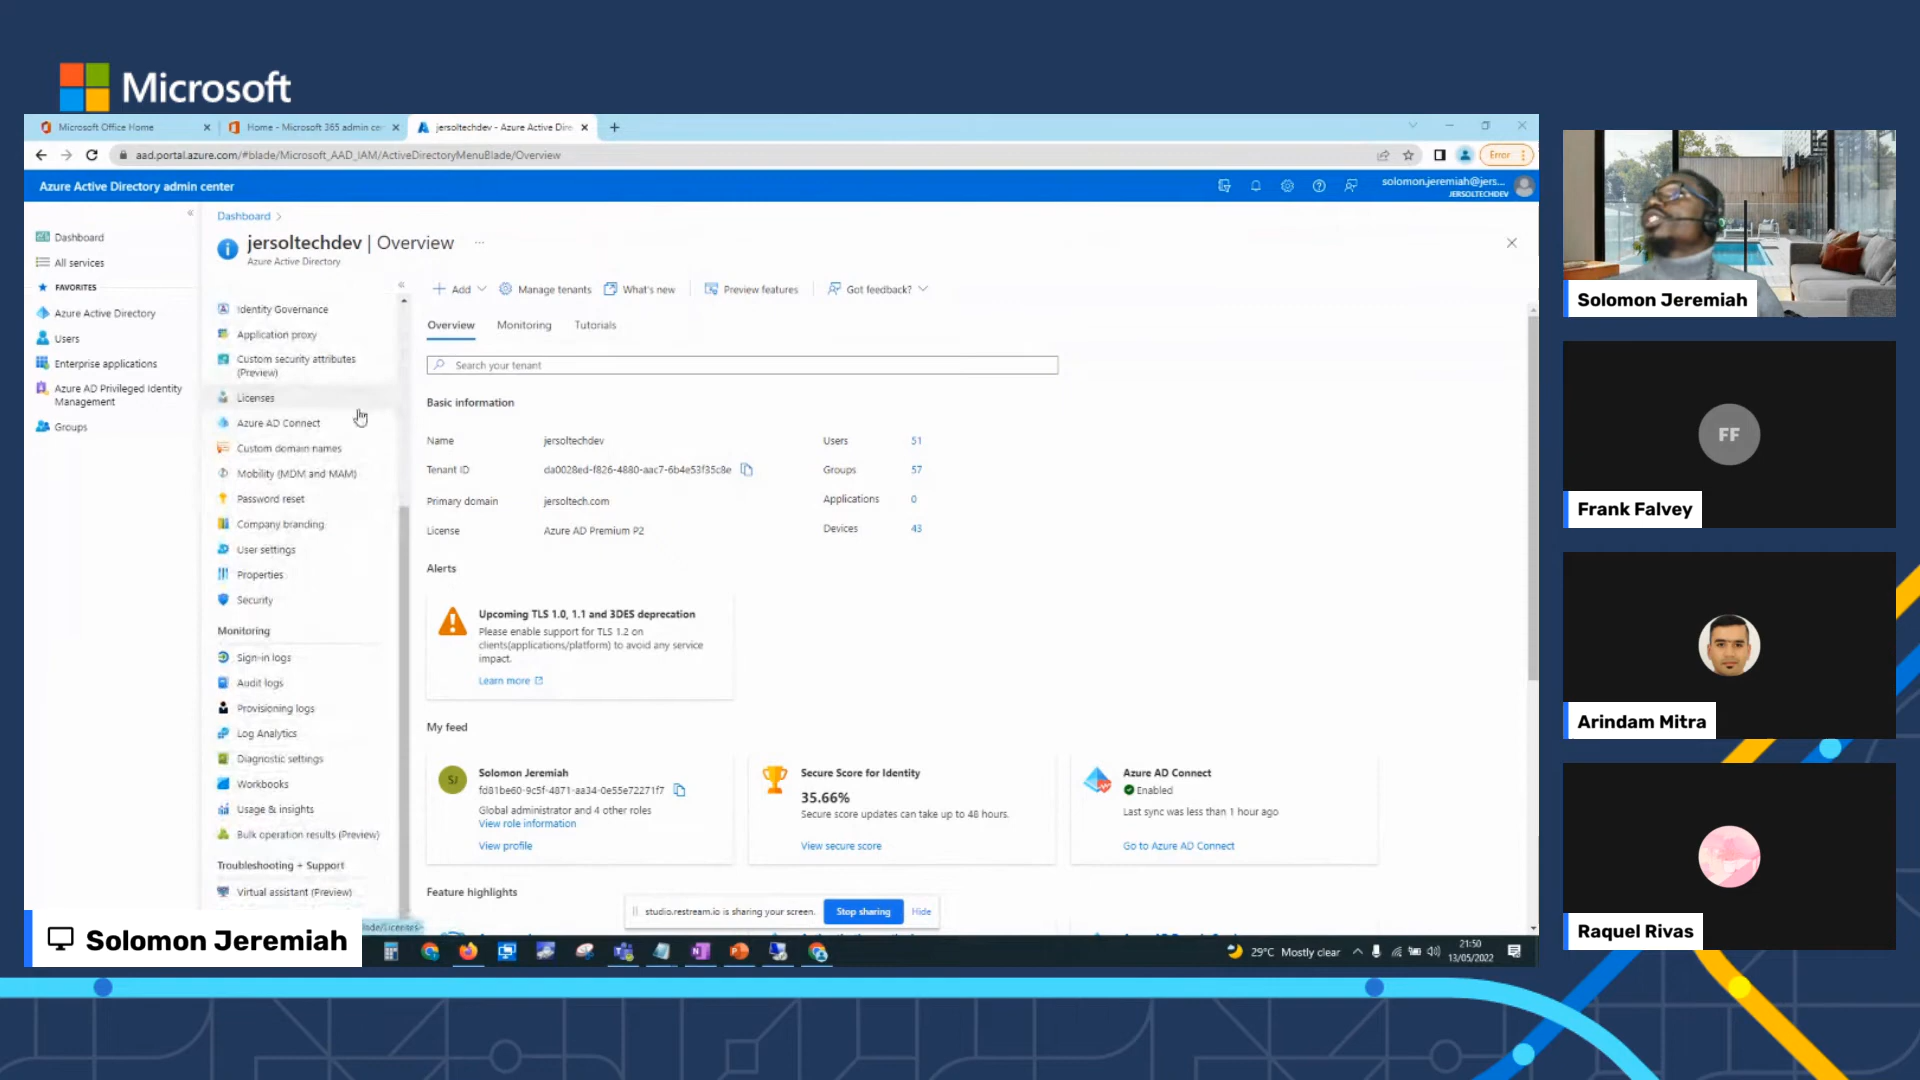 Microsoft
Microsoft Office Home
Home - Microsoft 365 admin cen
jersoltechdev - Azure Active Dire
aad.portal.azure.com/#blade/Microsoft_AAD_IAM/ActiveDirectoryMenuBlade/Overview
Error
Azure Active Directory admin center
solomon.jeremiah@jers...
JERSOLTECHDEV
Dashboard
All services
FAVORITES
Azure Active Directory
Users
Enterprise applications
Azure AD Privileged Identity
Management
Groups
Dashboard >
jersoltechdev | Overview ...
Azure Active Directory
Identity Governance
Application proxy
Custom security attributes
(Preview)
Licenses
Azure AD Connect
Custom domain names
Mobility (MDM and MAM)
Password reset
Company branding
User settings
Properties
Security
Monitoring
Sign-in logs
Audit logs
Provisioning logs
Log Analytics
Diagnostic settings
Workbooks
Usage & insights
Bulk operation results (Preview)
Troubleshooting + Support
Virtual assistant (Preview)
Add
Manage tenants
What's new
Preview features
Got feedback?
Overview
Monitoring
Tutorials
Search your tenant
Basic information
Name jersoltechdev Users 51
Tenant ID da0028ed-f826-4880-aac7-6b4e53f35c8e Groups 57
Primary domain jersoltech.com Applications 0
License Azure AD Premium P2 Devices 43
Alerts
Upcoming TLS 1.0, 1.1 and 3DES deprecation
Please enable support for TLS 1.2 on
clients(applications/platform) to avoid any service
impact.
Learn more
My feed
SJ
Solomon Jeremiah
fd81be60-9c5f-4871-aa34-0e55e72271f7
Global administrator and 4 other roles
View role information
View profile
Secure Score for Identity
35.66%
Secure score updates can take up to 48 hours.
View secure score
Azure AD Connect
Enabled
Last sync was less than 1 hour ago
Go to Azure AD Connect
Feature highlights
studio.restream.io is sharing your screen.
Stop sharing
Hide
29°C Mostly clear
21:50
13/05/2022
Solomon Jeremiah
Solomon Jeremiah
FF
Frank Falvey
Arindam Mitra
Raquel Rivas